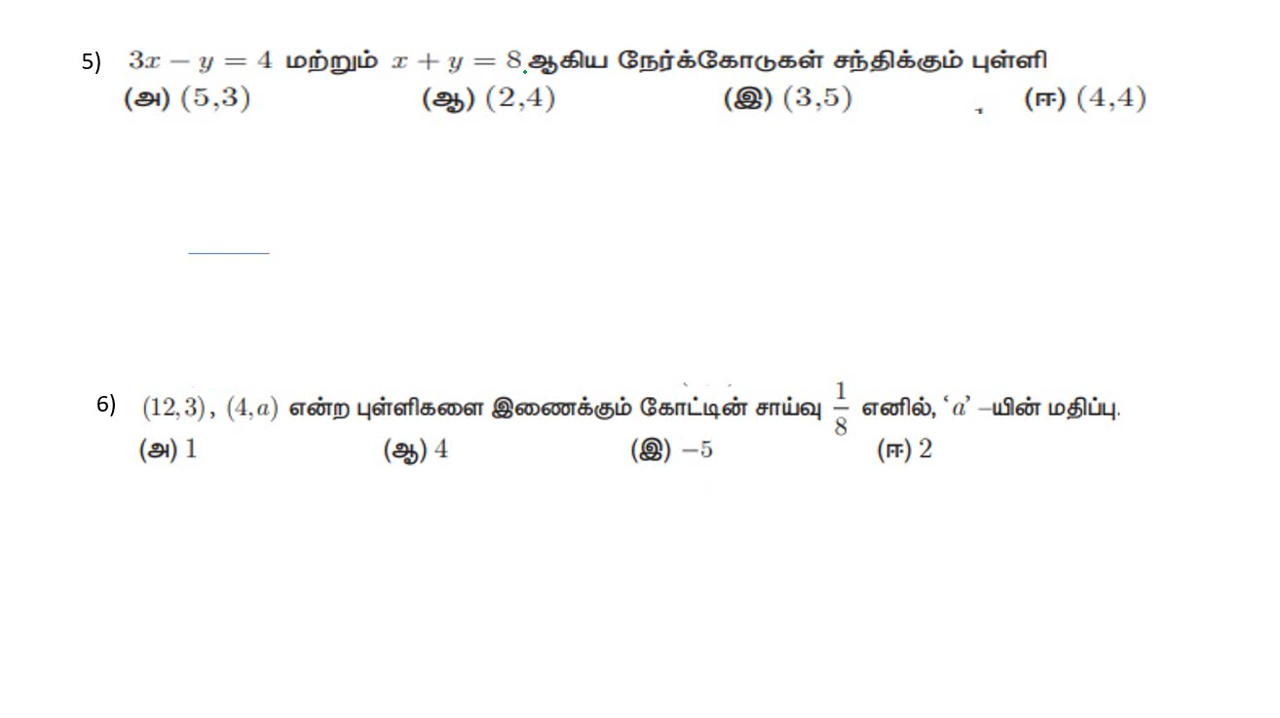 5) 3x − y = 4 மற்றும் x + y = 8 ஆகிய நேர்க்கோடுகள் சந்திக்கும் புள்ளி
(அ) (5,3) (ஆ) (2,4) (இ) (3,5) (ஈ) (4,4)
6) (12,3), (4,a) என்ற புள்ளிகளை இணைக்கும் கோட்டின் சாய்வு 1/8 எனில், ‘a’ –யின் மதிப்பு.
(அ) 1 (ஆ) 4 (இ) −5 (ஈ) 2